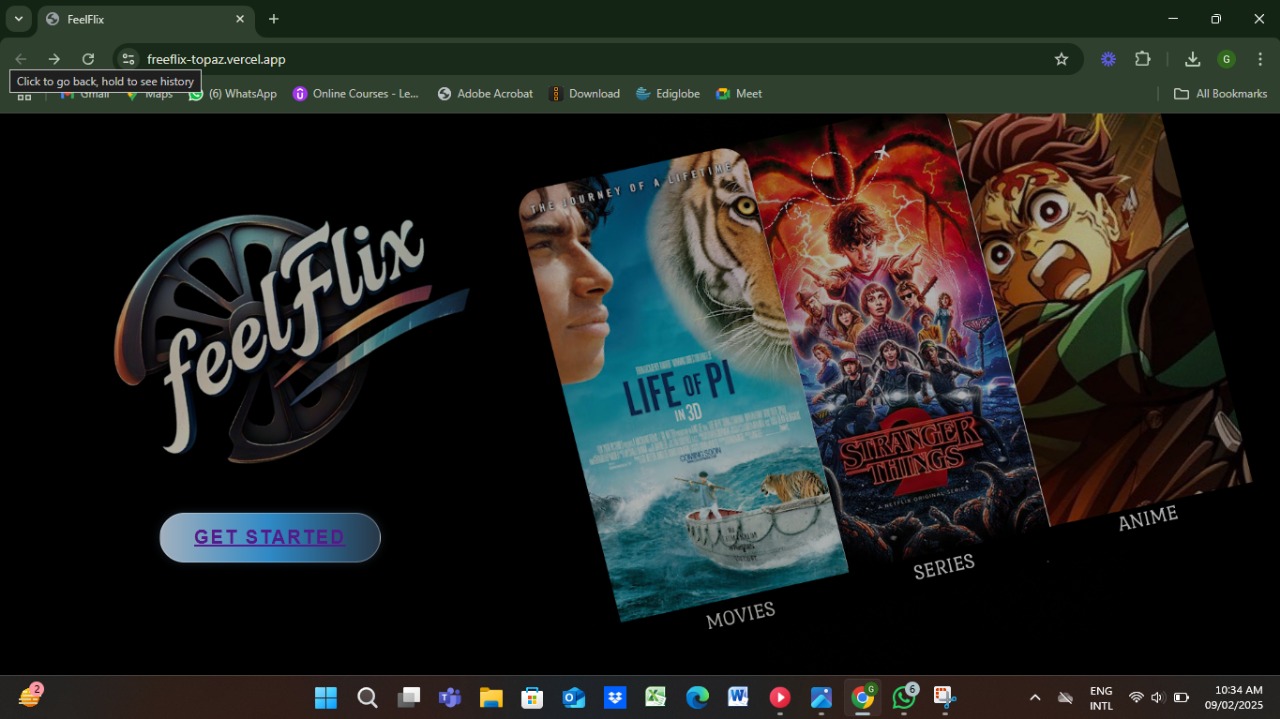 FeelFlix
freeflix-topaz.vercel.app
Click to go back, hold to see history
Gmail
Maps
(6) WhatsApp
Online Courses - Le...
Adobe Acrobat
Download
Ediglobe
Meet
All Bookmarks
G
feelFlix
GET STARTED
THE JOURNEY OF A LIFETIME
LIFE OF PI
IN 3D
COMING SOON
MOVIES
STRANGER
THINGS
2
A NETFLIX ORIGINAL SERIES
SERIES
ANIME
2
G
6
ENG
INTL
10:34 AM
09/02/2025